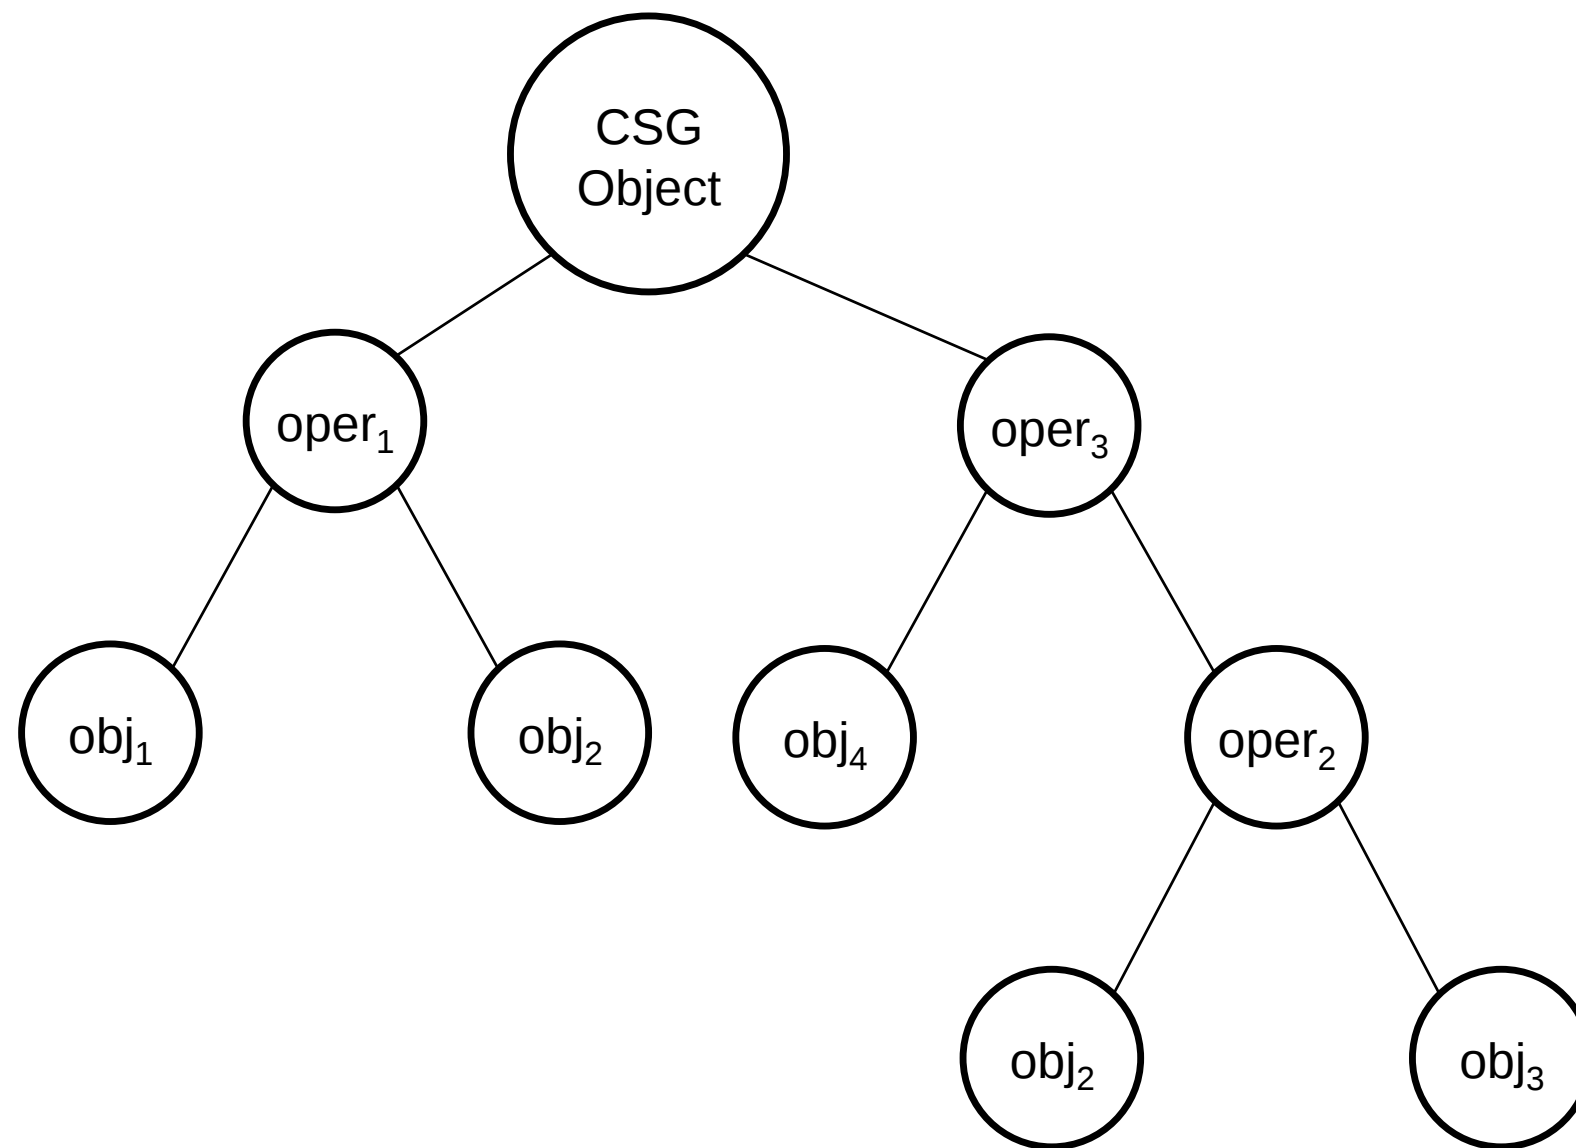 CSG
Object
oper₁
oper₃
obj₁
obj₂
obj₄
oper₂
obj₂
obj₃